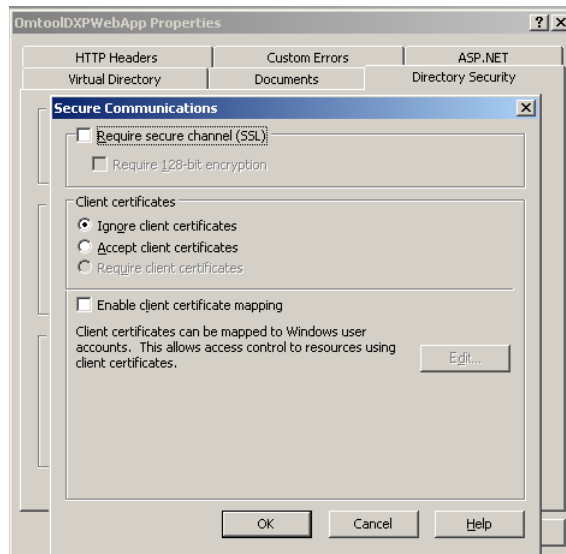 OmtoolDXPWebApp Properties
HTTP Headers
Custom Errors
ASP.NET
Virtual Directory
Documents
Directory Security
Secure Communications
Require secure channel (SSL)
Require 128-bit encryption
Client certificates
Ignore client certificates
Accept client certificates
Require client certificates
Enable client certificate mapping
Client certificates can be mapped to Windows user
accounts. This allows access control to resources using
client certificates.
Edit...
OK
Cancel
Help